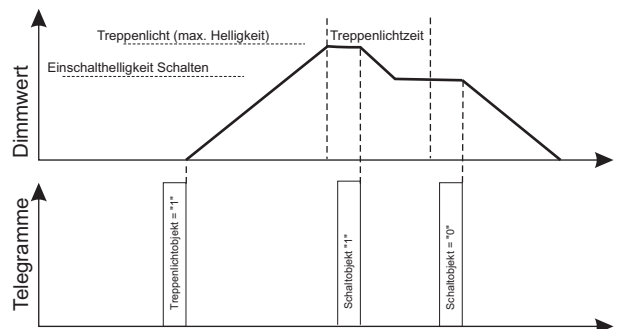 Treppenlicht (max. Helligkeit)
Treppenlichtzeit
Einschalthelligkeit Schalten
Dimmwert
Telegramme
Treppenlichtobjekt = "1"
Schaltobjekt "1"
Schaltobjekt = "0"